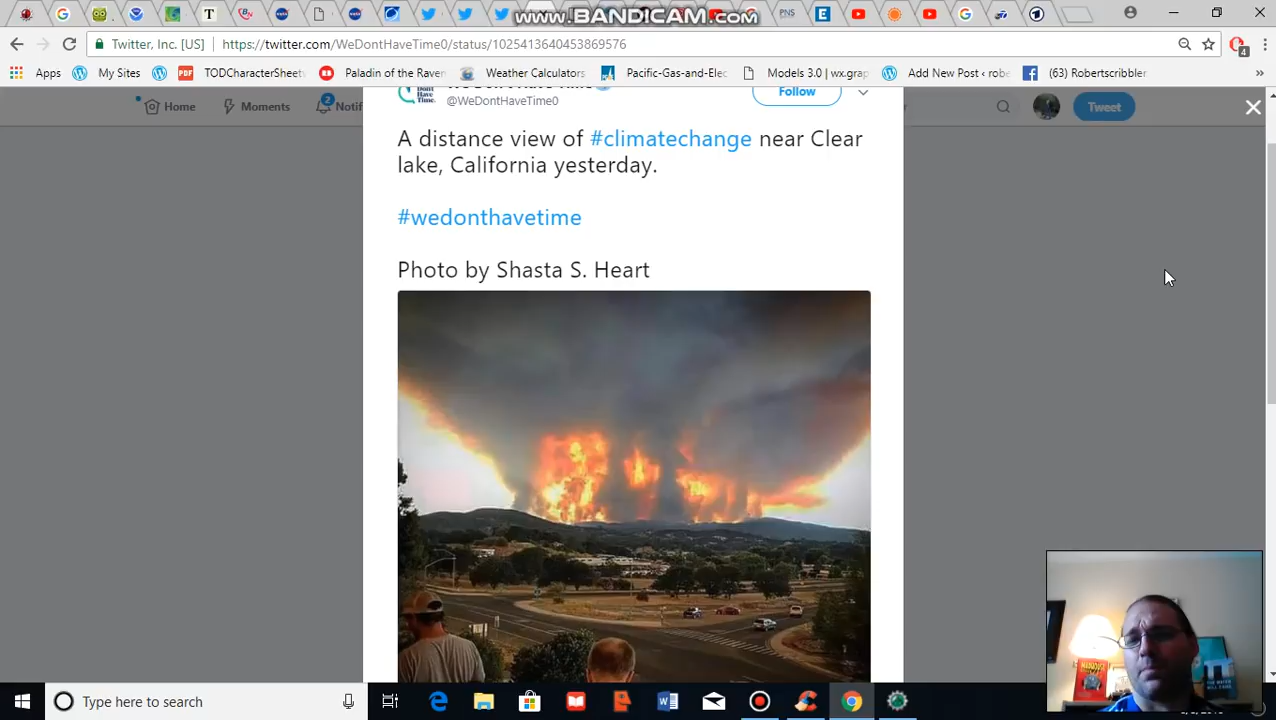 www.BANDICAM.com
Twitter, Inc. [US] https://twitter.com/WeDontHaveTime0/status/1025413640453869576
Apps My Sites TODCharacterSheet Paladin of the Raven Weather Calculators Pacific-Gas-and-Elec Models 3.0 | wx.grap Add New Post ‹ robe (63) Robertscribbler »
Home Moments 2 Notif Tweet
@WeDontHaveTime0 Follow
A distance view of #climatechange near Clear
lake, California yesterday.
#wedonthavetime
Photo by Shasta S. Heart
Type here to search